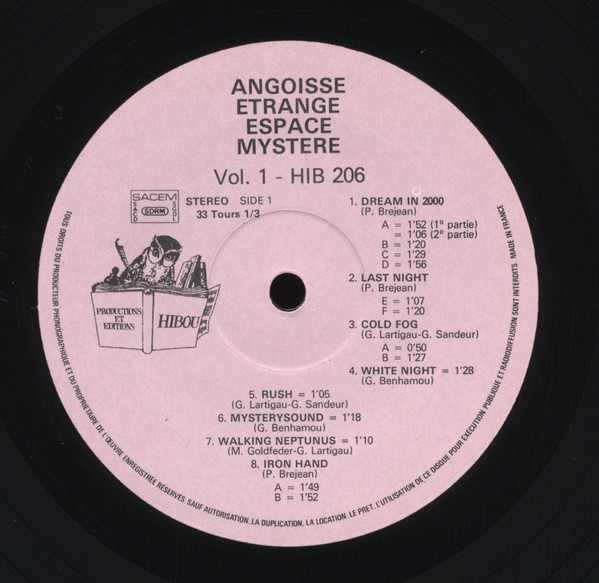 ANGOISSE
ETRANGE
ESPACE
MYSTERE
Vol. 1 - HIB 206
SACEM
SACD SDRM SGDL
STEREO SIDE 1
33 Tours 1/3
PRODUCTIONS
ET
EDITIONS
HIBOU
1. DREAM IN 2000
(P. Brejean)
A = 1'52 (1° partie)
= 1'06 (2° partie)
B = 1'20
C = 1'29
D = 1'56
2. LAST NIGHT
(P. Brejean)
E = 1'07
F = 1'20
3. COLD FOG
(G. Lartigau-G. Sandeur)
A = 0'50
B = 1'27
4. WHITE NIGHT = 1'28
(G. Benhamou)
5. RUSH = 1'05
(G. Lartigau-G. Sandeur)
6. MYSTERYSOUND = 1'18
(G. Benhamou)
7. WALKING NEPTUNUS = 1'10
(M. Goldfeder-G. Lartigau)
8. IRON HAND
(P. Brejean)
A = 1'49
B = 1'52
TOUS DROITS DU PRODUCTEUR PHONOGRAPHIQUE ET DU PROPRIETAIRE DE L'ŒUVRE ENREGISTREE RESERVES. SAUF AUTORISATION, LA DUPLICATION, LA LOCATION, LE PRET, L'UTILISATION DE CE DISQUE POUR EXECUTION PUBLIQUE ET RADIODIFFUSION SONT INTERDITS. MADE IN FRANCE